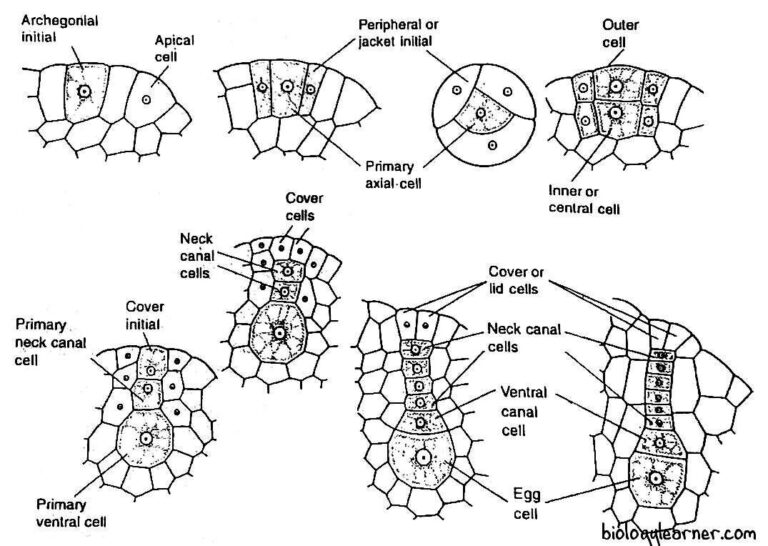 Archegonial
initial
Apical
cell
Peripheral or
jacket initial
Outer
cell
Primary
axial cell
Inner or
central cell
Cover
cells
Neck
canal
cells
Cover
initial
Primary
neck canal
cell
Primary
ventral cell
Cover or
lid cells
Neck canal
cells
Ventral
canal
cell
Egg
cell
biologylearner.com